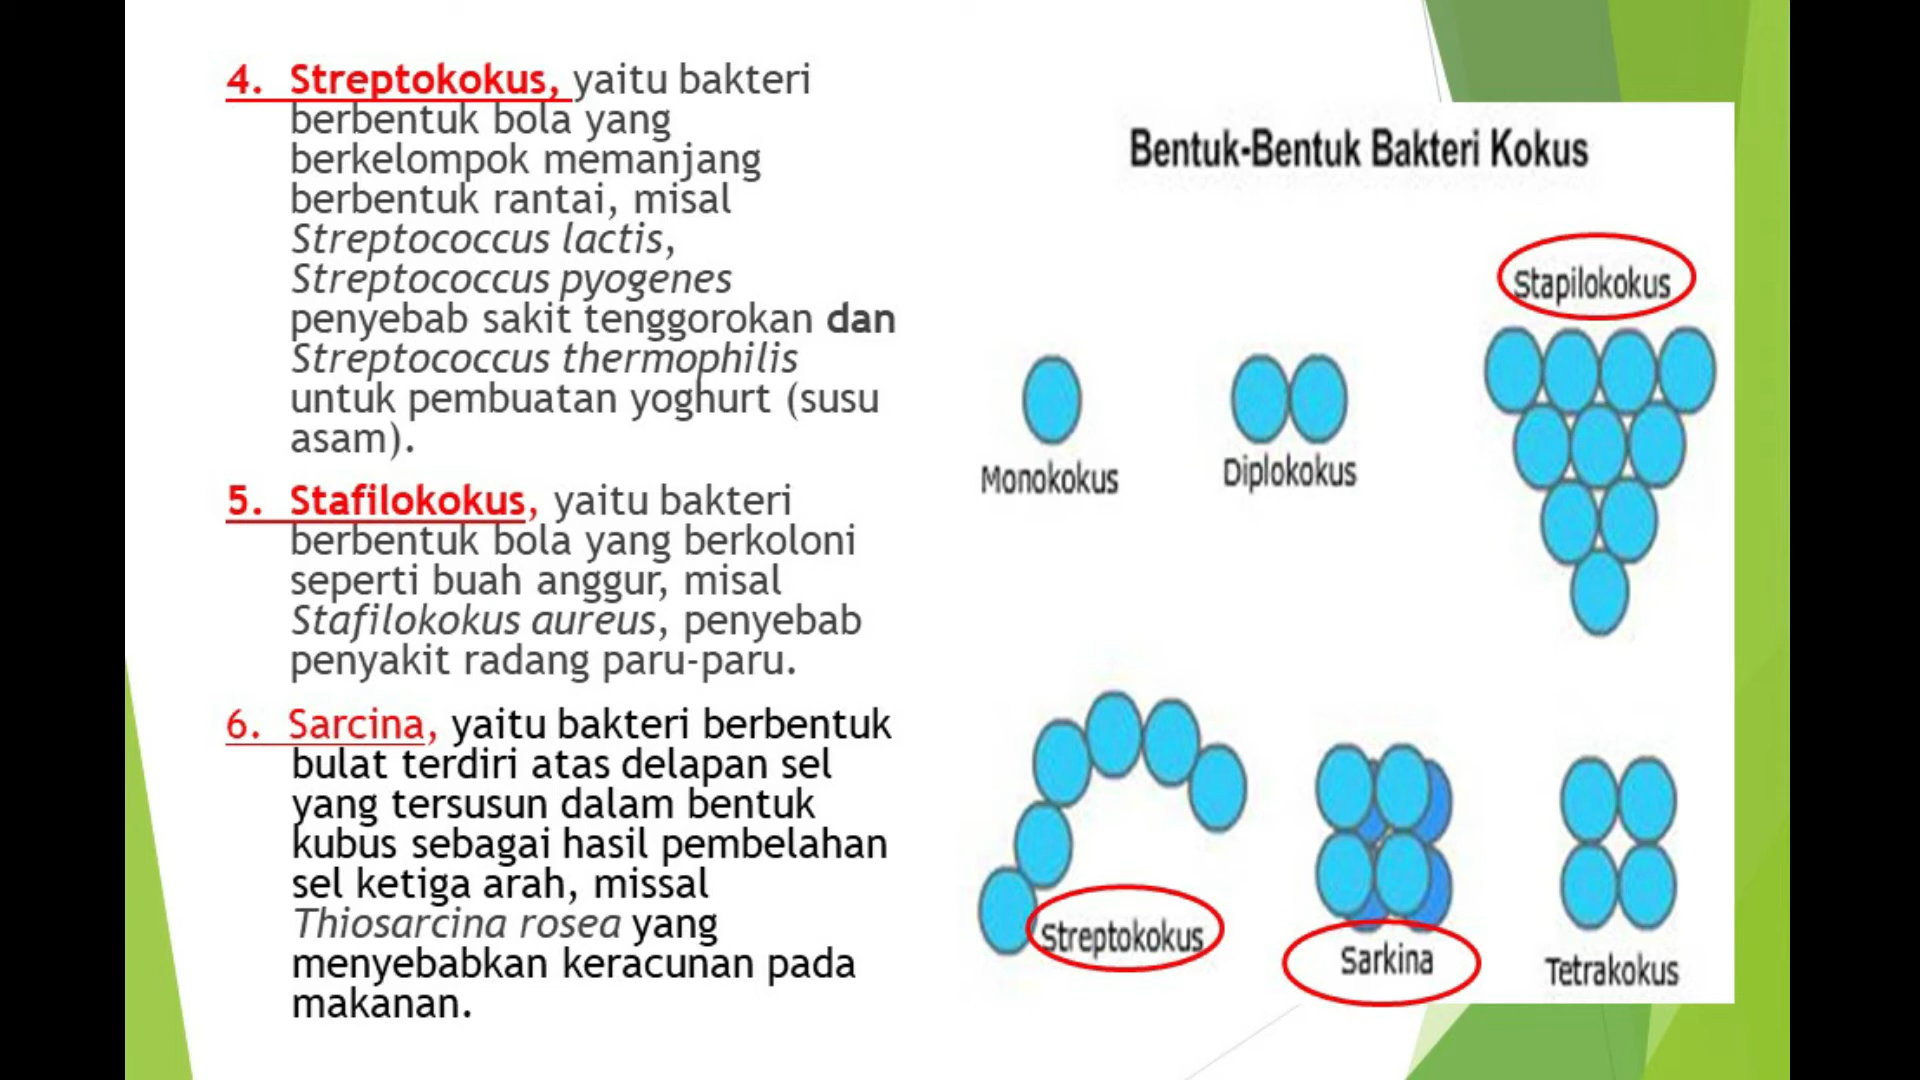 4. Streptokokus, yaitu bakteri
berbentuk bola yang
berkelompok memanjang
berbentuk rantai, misal
Streptococcus lactis,
Streptococcus pyogenes
penyebab sakit tenggorokan dan
Streptococcus thermophilis
untuk pembuatan yoghurt (susu
asam).
5. Stafilokokus, yaitu bakteri
berbentuk bola yang berkoloni
seperti buah anggur, misal
Stafilokokus aureus, penyebab
penyakit radang paru-paru.
6. Sarcina, yaitu bakteri berbentuk
bulat terdiri atas delapan sel
yang tersusun dalam bentuk
kubus sebagai hasil pembelahan
sel ketiga arah, missal
Thiosarcina rosea yang
menyebabkan keracunan pada
makanan.
Bentuk-Bentuk Bakteri Kokus
Stapilokokus
Monokokus
Diplokokus
Streptokokus
Sarkina
Tetrakokus